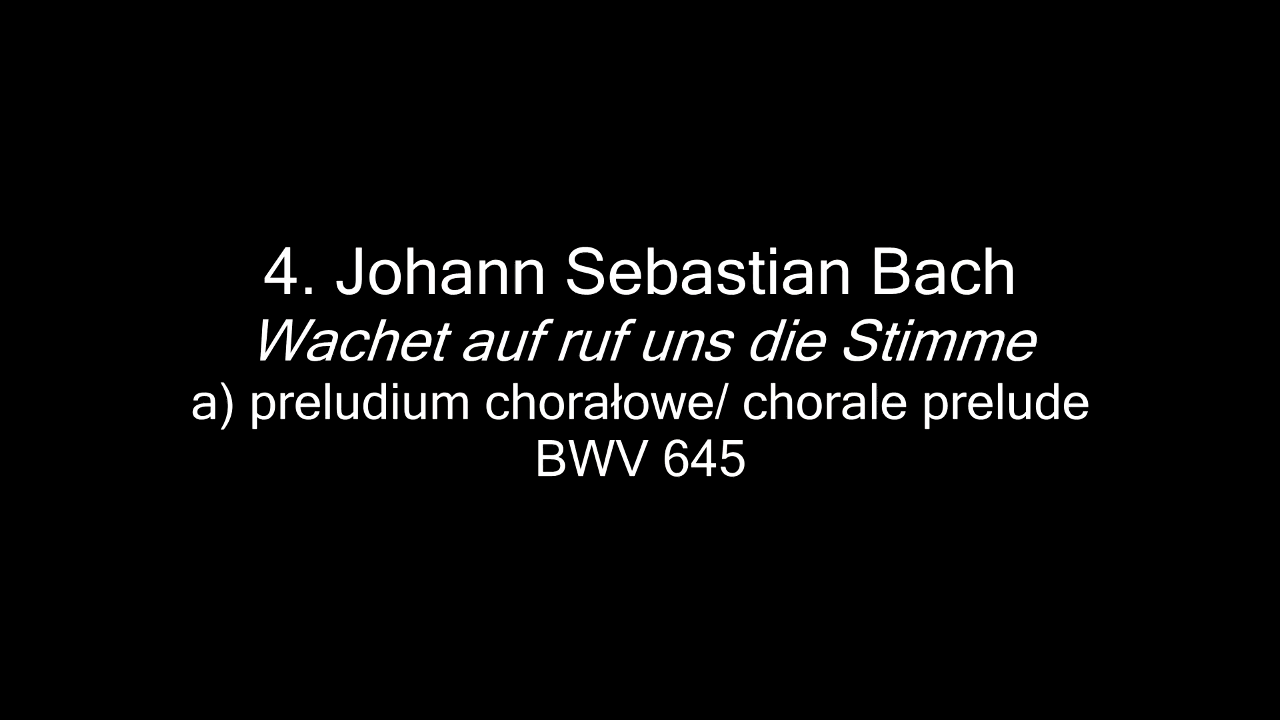 4. Johann Sebastian Bach
Wachet auf ruf uns die Stimme
a) preludium chorałowe/ chorale prelude
BWV 645